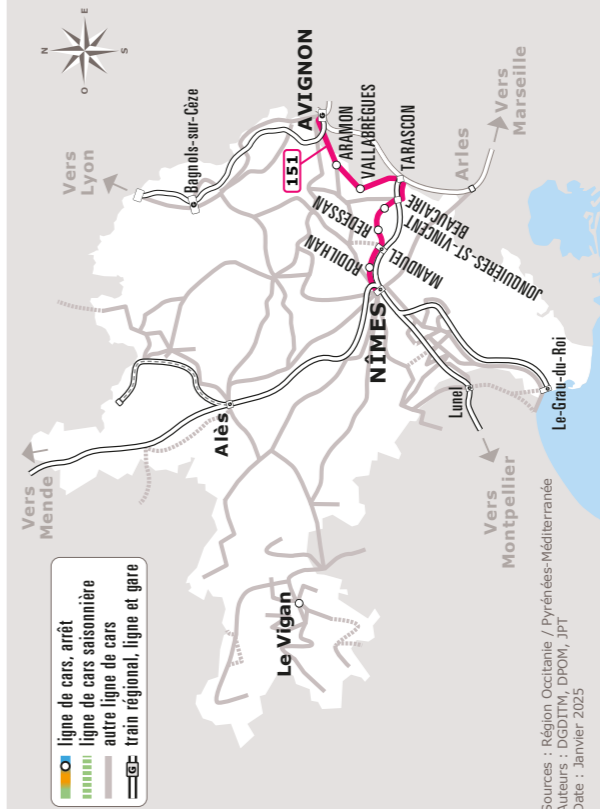 N
E
S
O
Vers
Lyon
Bagnols-sur-Cèze
AVIGNON
151
ARAMON
VALLABRÈGUES
TARASCON
BEAUCAIRE
JONQUIÈRES-ST-VINCENT
REDESSAN
MANDUEL
RODILHAN
NÎMES
Arles
Vers
Marseille
Vers
Mende
Alès
Le Vigan
Lunel
Le-Grau-du-Roi
Vers
Montpellier
ligne de cars, arrêt
ligne de cars saisonnière
autre ligne de cars
G train régional, ligne et gare
Sources : Région Occitanie / Pyrénées-Méditerranée
Auteurs : DGDITM, DPOM, JPT
Date : Janvier 2025